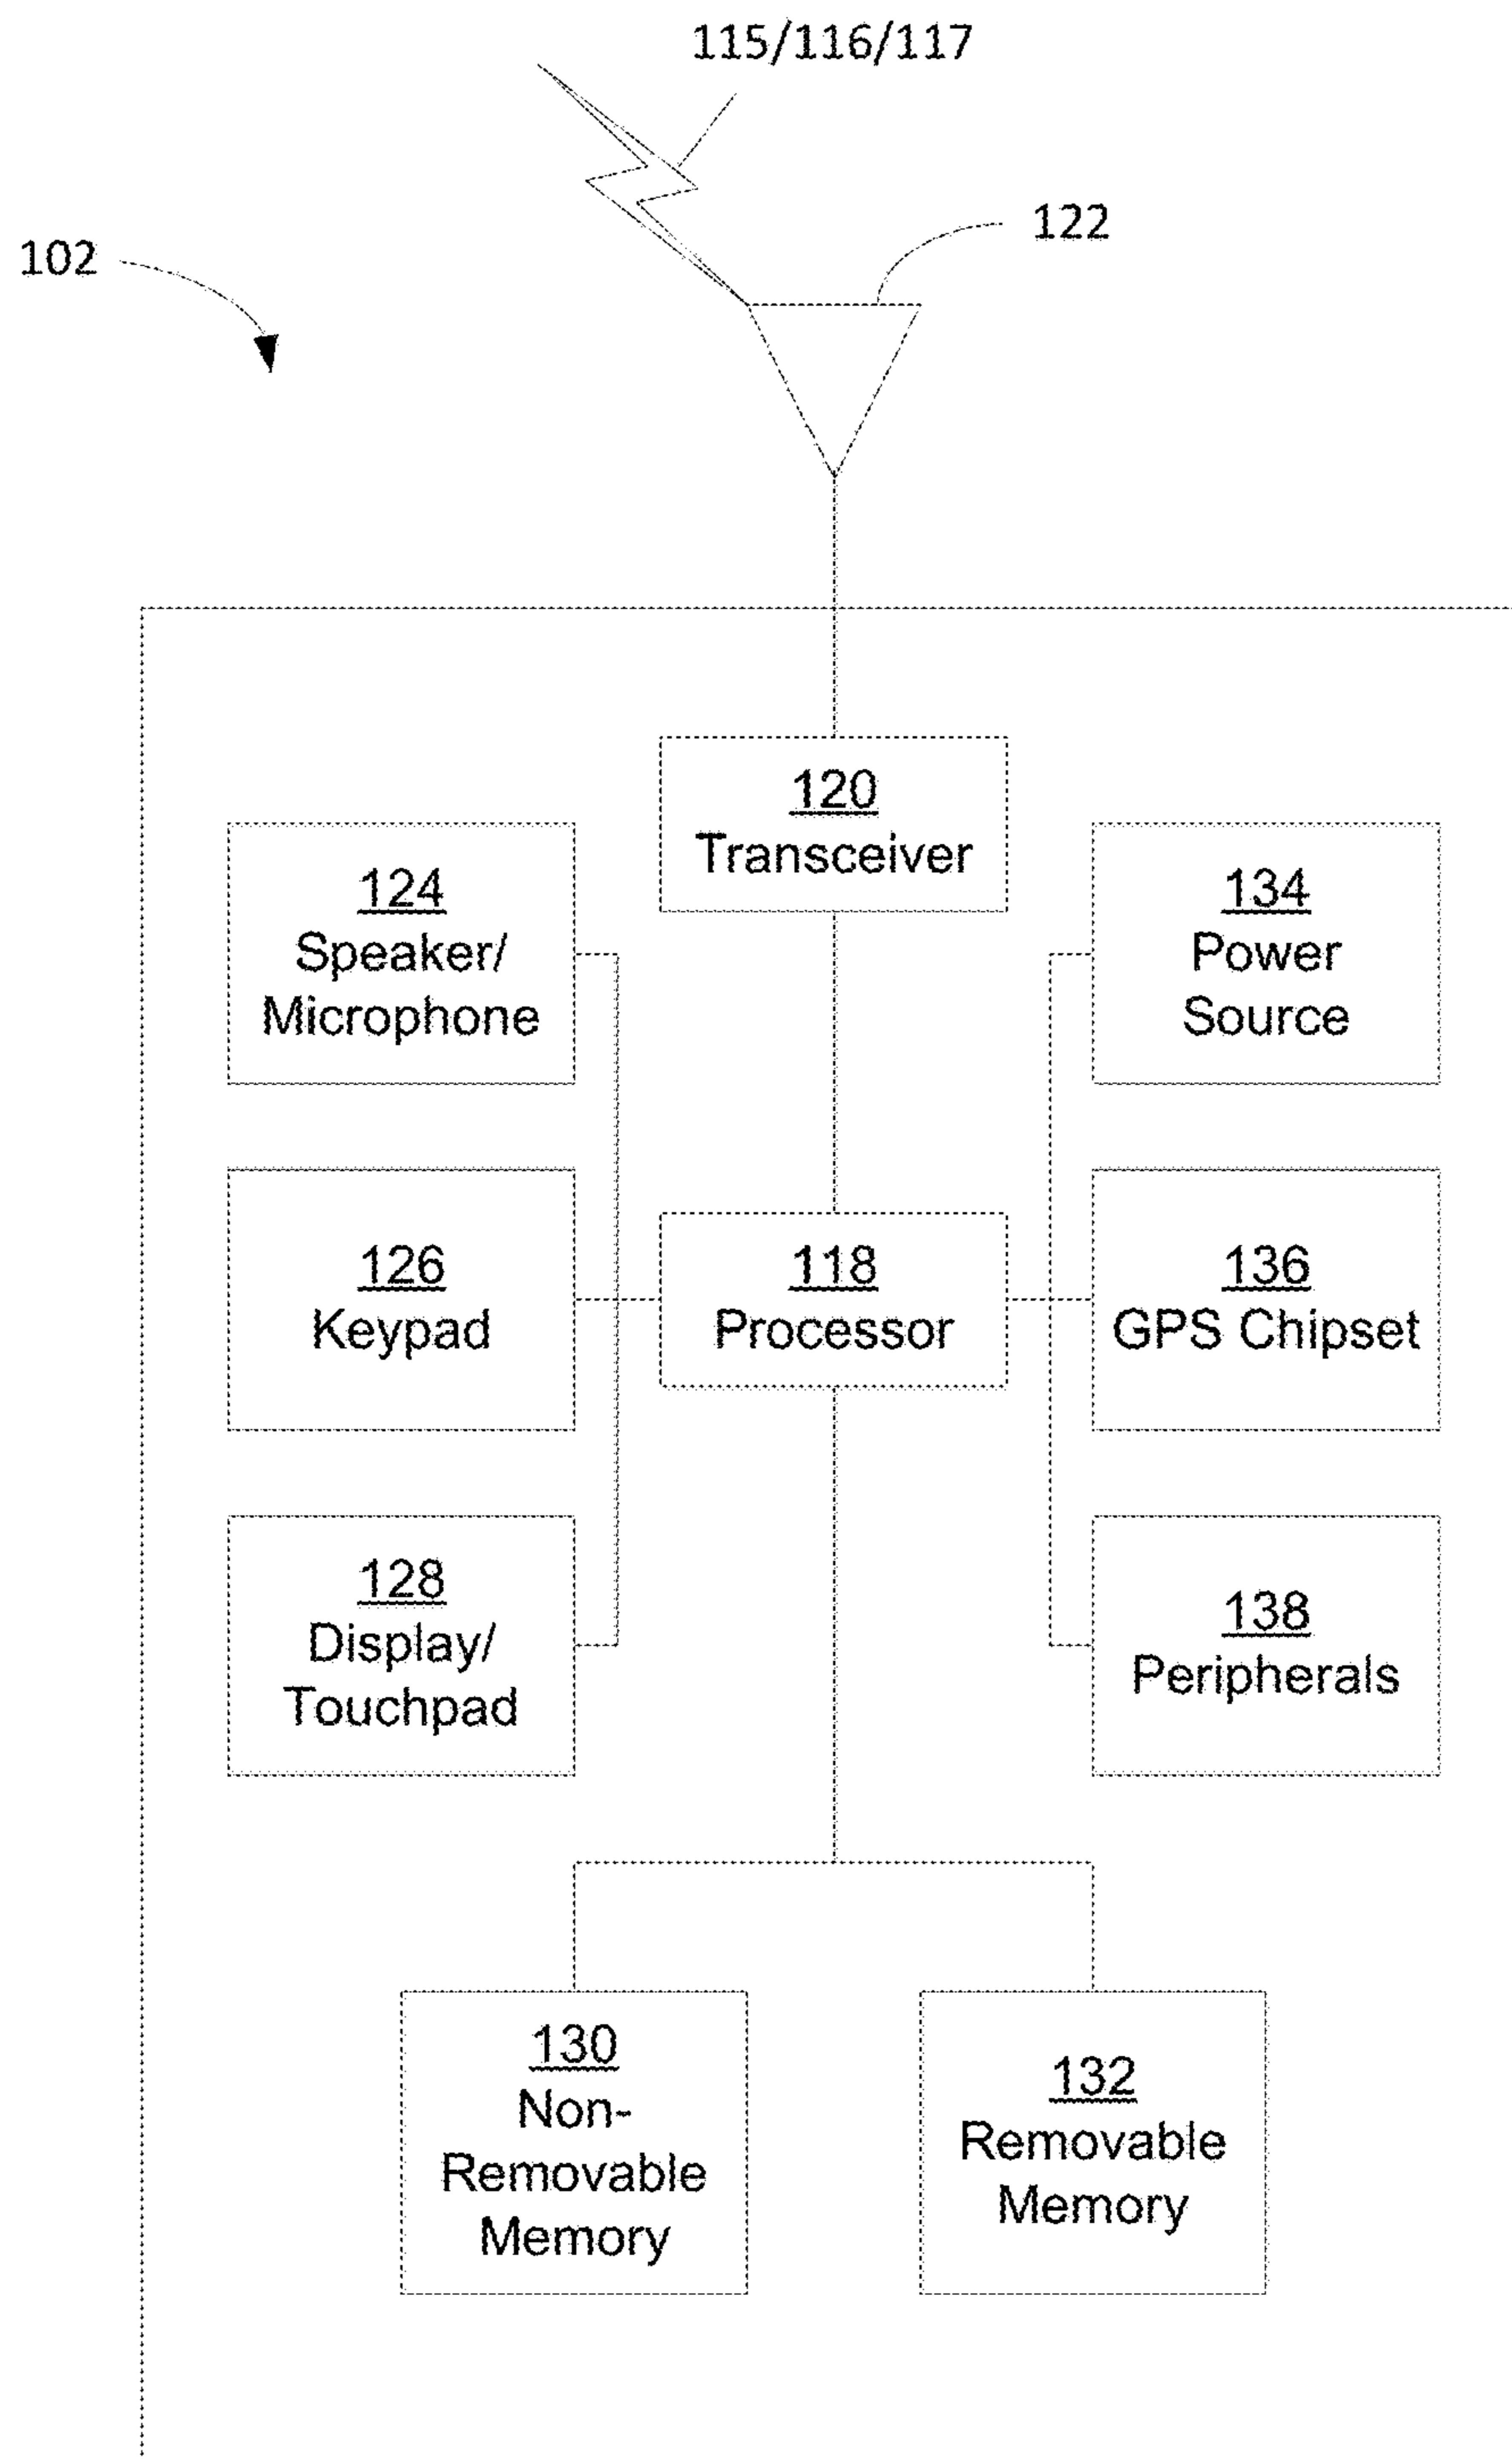 115/116/117
122
102
120
Transceiver
124
Speaker/
Microphone
134
Power
Source
126
Keypad
118
Processor
136
GPS Chipset
128
Display/
Touchpad
138
Peripherals
130
Non-
Removable
Memory
132
Removable
Memory